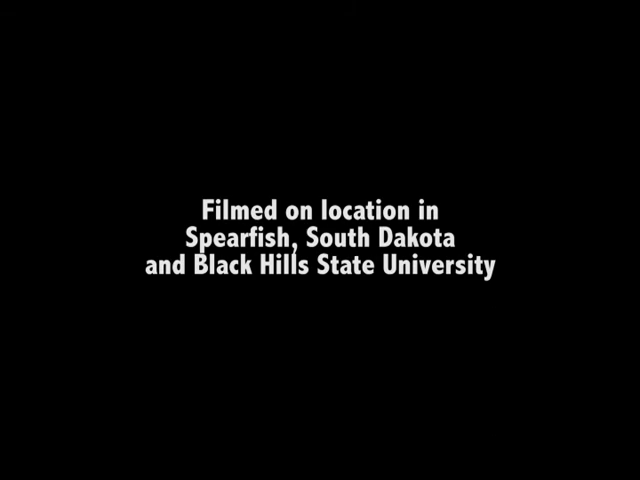 Filmed on location in
Spearfish, South Dakota
and Black Hills State University